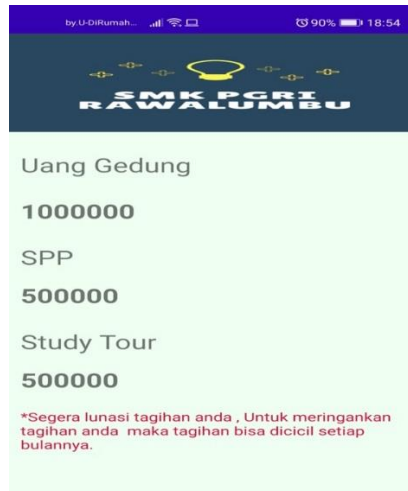 by.U-DiRumah... 90% 18:54
SMK PGRI
RAWALUMBU
Uang Gedung
1000000
SPP
500000
Study Tour
500000
*Segera lunasi tagihan anda , Untuk meringankan
tagihan anda maka tagihan bisa dicicil setiap
bulannya.